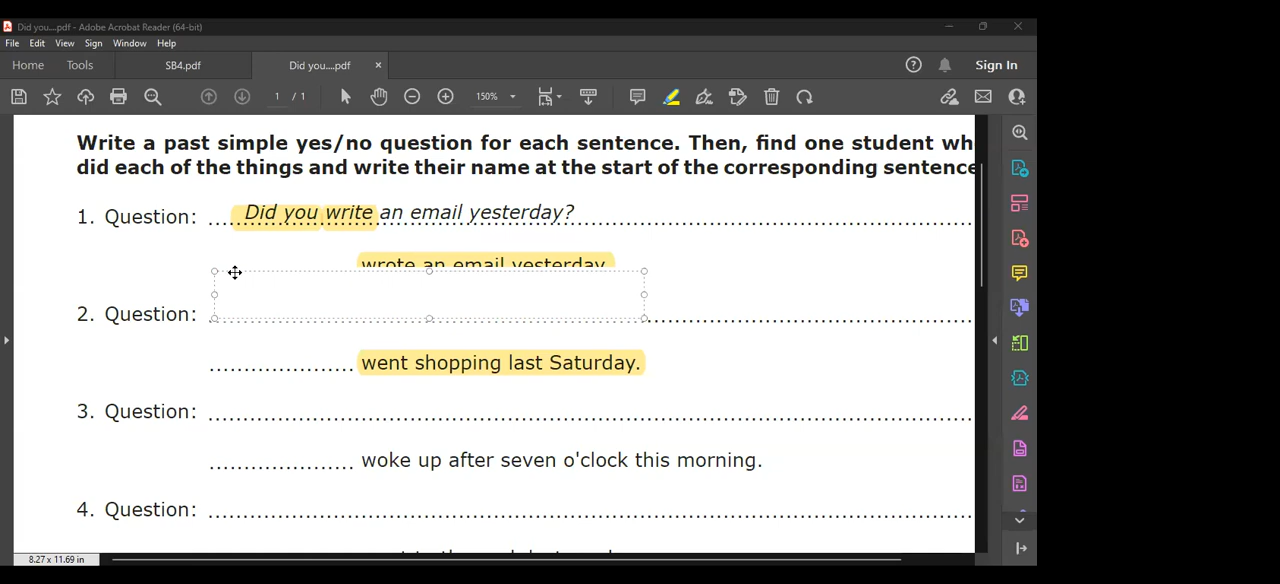 Did you....pdf - Adobe Acrobat Reader (64-bit)
File Edit View Sign Window Help
Home Tools SB4.pdf Did you....pdf × Sign In
1 / 1 150%
Write a past simple yes/no question for each sentence. Then, find one student wh
did each of the things and write their name at the start of the corresponding sentence
1. Question: ....Did you write an email yesterday?....
wrote an email yesterday.
2. Question: ....
.................... went shopping last Saturday.
3. Question: ....
.................... woke up after seven o'clock this morning.
4. Question: ....
8.27 x 11.69 in